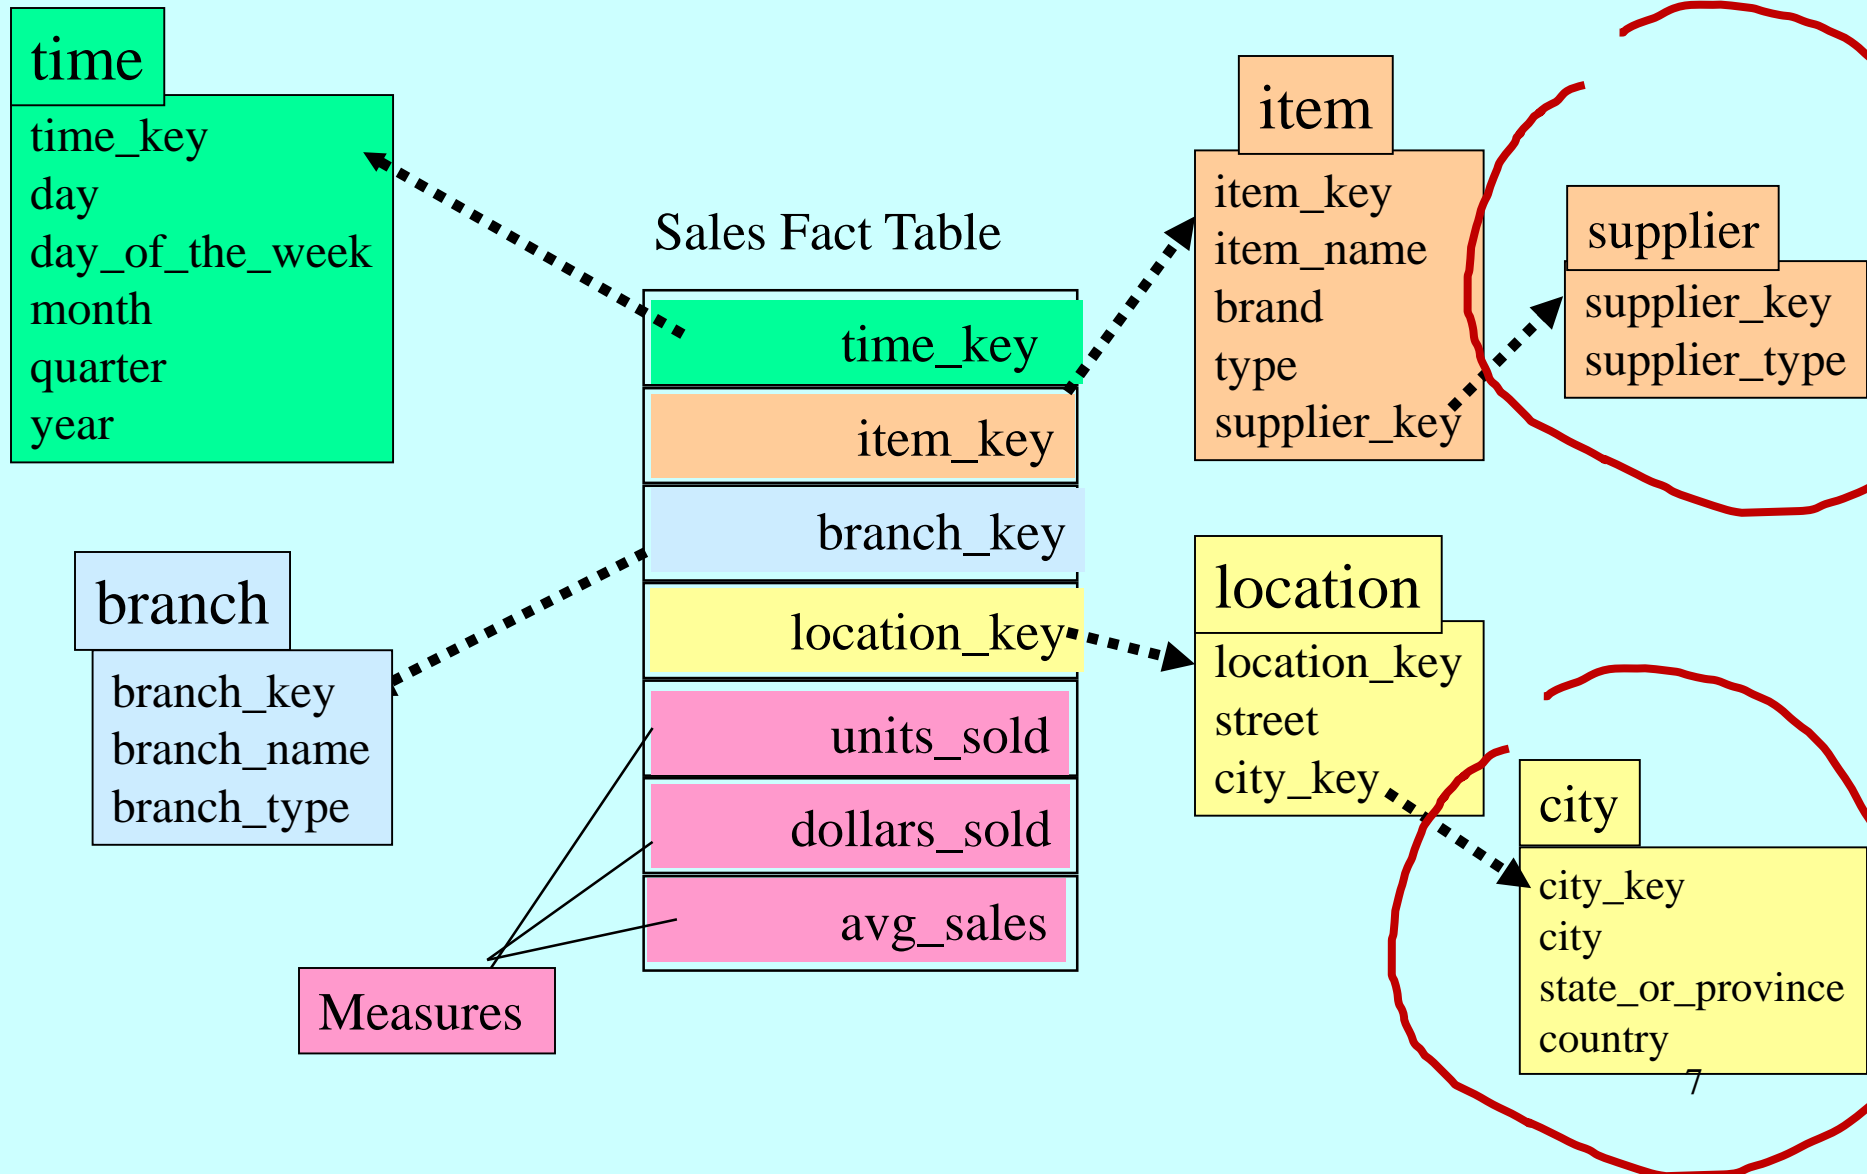 time
time_key
day
day_of_the_week
month
quarter
year
branch
branch_key
branch_name
branch_type
Measures
Sales Fact Table
time_key
item_key
branch_key
location_key
units_sold
dollars_sold
avg_sales
item
item_key
item_name
brand
type
supplier_key
supplier
supplier_key
supplier_type
location
location_key
street
city_key
city
city_key
city
state_or_province
country
7